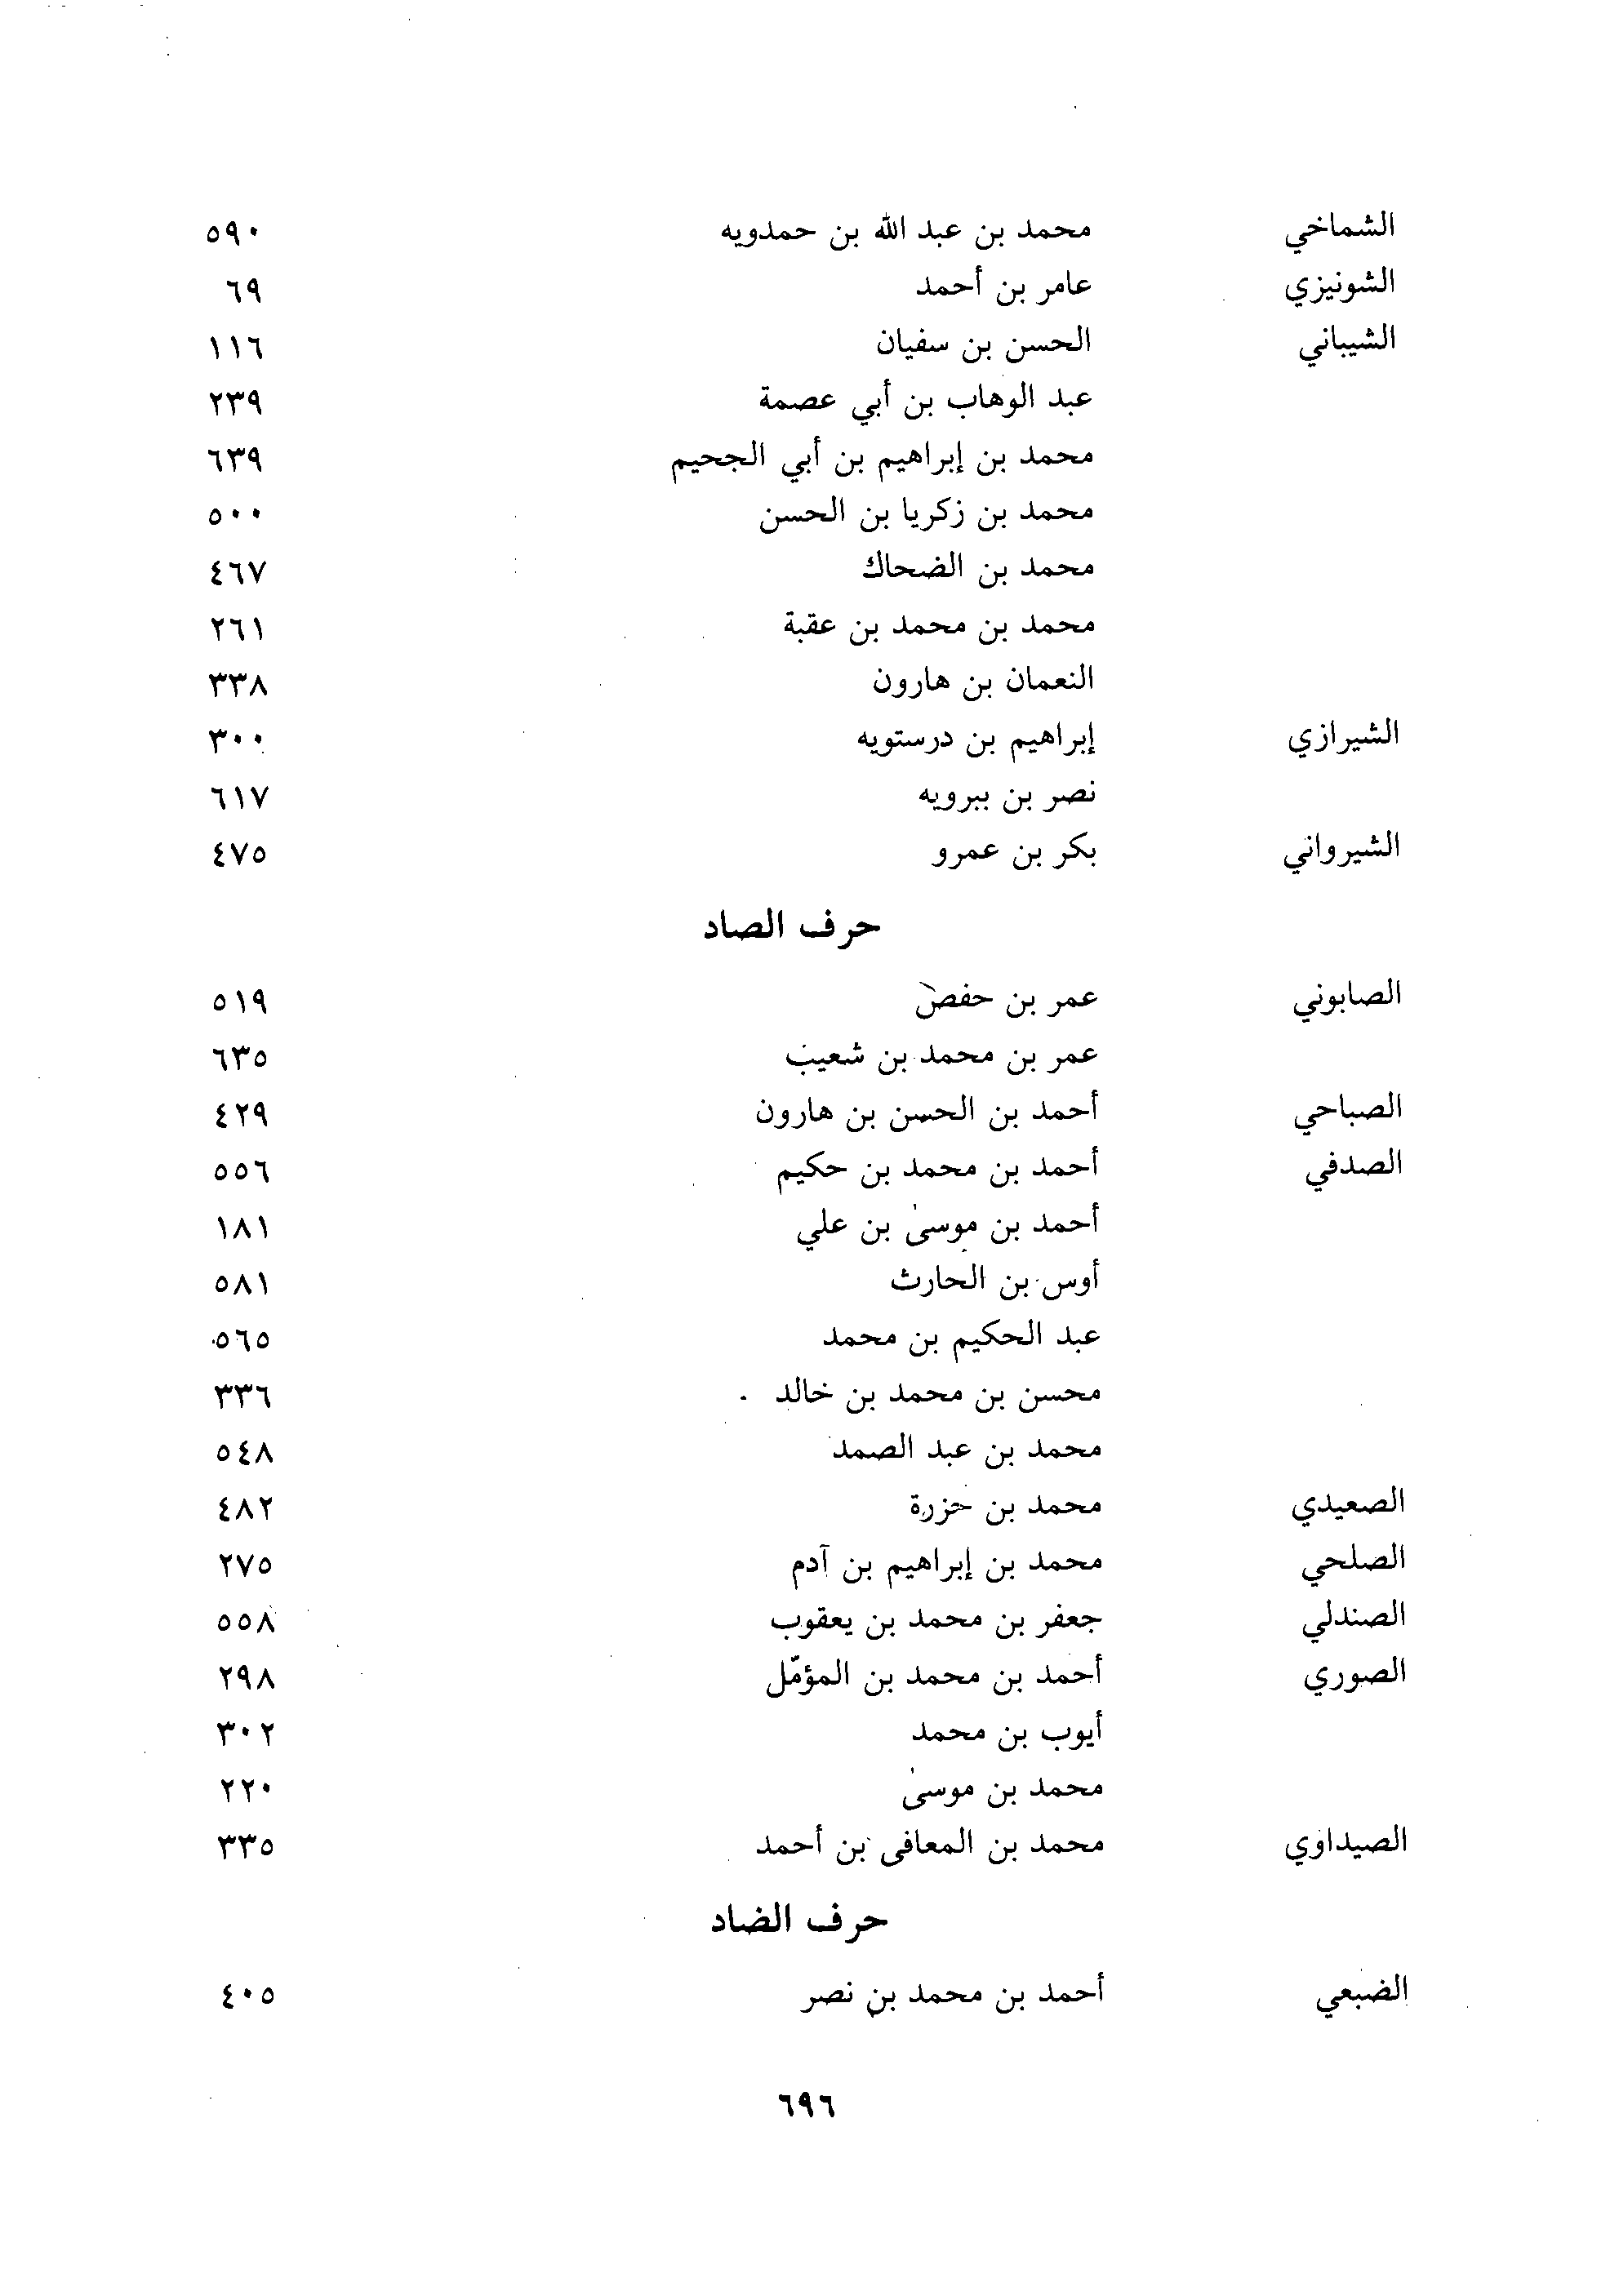 الشماخي محمد بن عبد الله بن حمدويه ٥٩٠
الشونيزي عامر بن أحمد ٦٩
الشيباني الحسن بن سفيان ١١٦
عبد الوهاب بن أبي عصمة ٢٣٩
محمد بن إبراهيم بن أبي الجحيم ٦٣٩
محمد بن زكريا بن الحسن ٥٠٠
محمد بن الضحاك ٤٦٧
محمد بن محمد بن عقبة ٢٦١
النعمان بن هارون ٣٣٨
الشيرازي إبراهيم بن درستويه ٣٠٠
نصر بن ببرويه ٦١٧
الشيرواني بكر بن عمرو ٤٧٥
حرف الصاد
الصابوني عمر بن حفص ٥١٩
عمر بن محمد بن شعيب ٦٣٥
الصباحي أحمد بن الحسن بن هارون ٤٢٩
الصدفي أحمد بن محمد بن حكيم ٥٥٦
أحمد بن موسىٰ بن علي ١٨١
أوس بن الحارث ٥٨١
عبد الحكيم بن محمد ٥٦٥
محسن بن محمد بن خالد ٣٣٦
محمد بن عبد الصمد ٥٤٨
الصعيدي محمد بن حزرة ٤٨٢
الصلحي محمد بن إبراهيم بن آدم ٢٧٥
الصندلي جعفر بن محمد بن يعقوب ٥٥٨
الصوري أحمد بن محمد بن المؤمّل ٢٩٨
أيوب بن محمد ٣٠٢
محمد بن موسىٰ ٢٢٠
الصيداوي محمد بن المعافى بن أحمد ٣٣٥
حرف الضاد
الضبعي أحمد بن محمد بن نصر ٤٠٥
٦٩٦